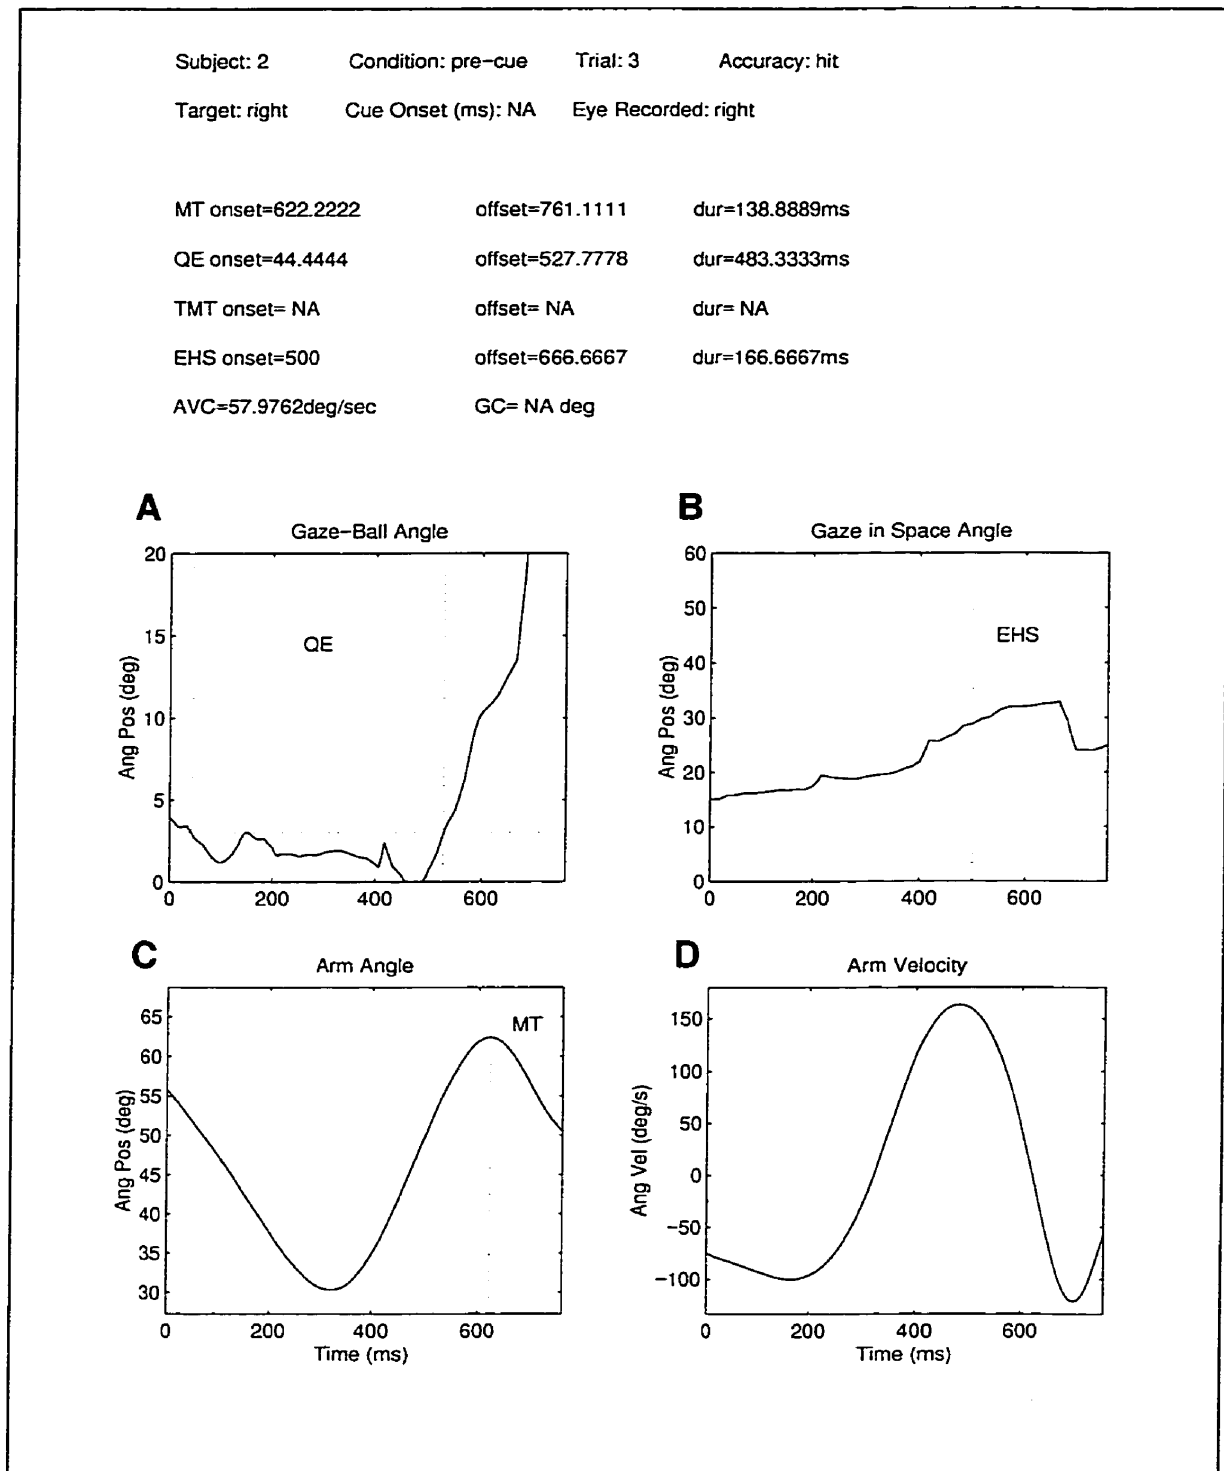 Subject: 2 Condition: pre-cue Trial: 3 Accuracy: hit
Target: right Cue Onset (ms): NA Eye Recorded: right
MT onset=622.2222 offset=761.1111 dur=138.8889ms
QE onset=44.4444 offset=527.7778 dur=483.3333ms
TMT onset= NA offset= NA dur= NA
EHS onset=500 offset=666.6667 dur=166.6667ms
AVC=57.9762deg/sec GC= NA deg
A
Gaze-Ball Angle
20
15
10
5
0
Ang Pos (deg)
QE
0 200 400 600
B
Gaze in Space Angle
60
50
40
30
20
10
0
Ang Pos (deg)
EHS
0 200 400 600
C
Arm Angle
65
60
55
50
45
40
35
30
Ang Pos (deg)
MT
0 200 400 600
Time (ms)
D
Arm Velocity
150
100
50
0
-50
-100
Ang Vel (deg/s)
0 200 400 600
Time (ms)